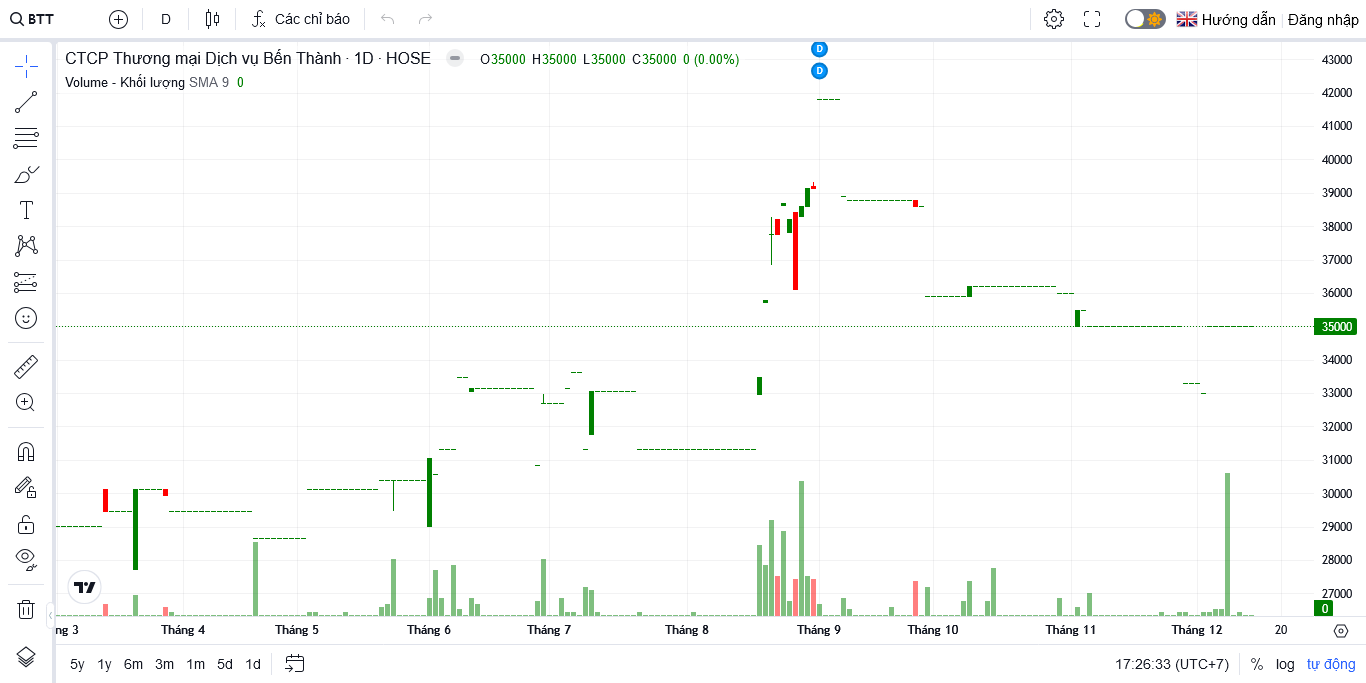 BTT D Các chỉ báo Hướng dẫn Đăng nhập
CTCP Thương mại Dịch vụ Bến Thành · 1D · HOSE O35000 H35000 L35000 C35000 0 (0.00%)
Volume - Khối lượng SMA 9 0
D
D
43000
42000
41000
40000
39000
38000
37000
36000
35000
34000
33000
32000
31000
30000
29000
28000
27000
0
ng 3 Tháng 4 Tháng 5 Tháng 6 Tháng 7 Tháng 8 Tháng 9 Tháng 10 Tháng 11 Tháng 12 20
5y 1y 6m 3m 1m 5d 1d 17:26:33 (UTC+7) % log tự động